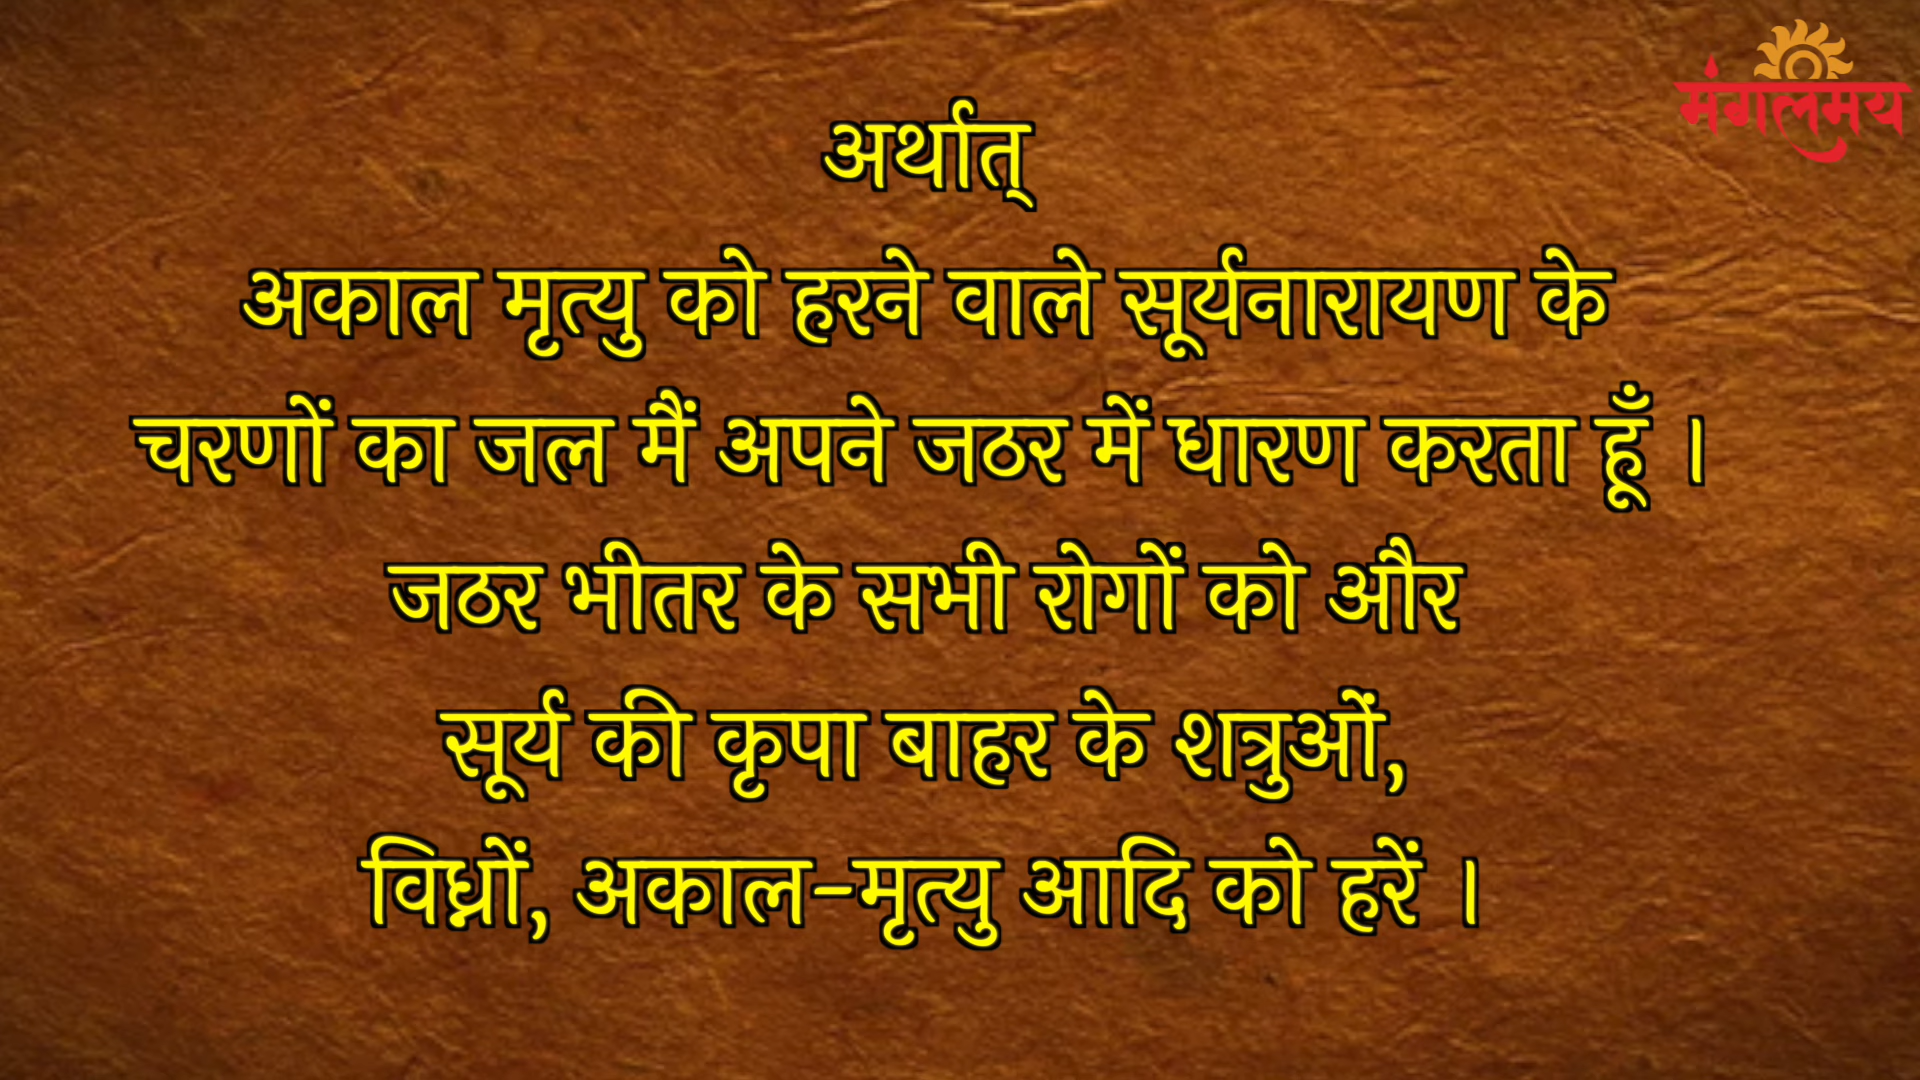 मंगलमय
अर्थात्
अकाल मृत्यु को हरने वाले सूर्यनारायण के
चरणों का जल मैं अपने जठर में धारण करता हूँ ।
जठर भीतर के सभी रोगों को और
सूर्य की कृपा बाहर के शत्रुओं,
विध्नों, अकाल-मृत्यु आदि को हरें ।